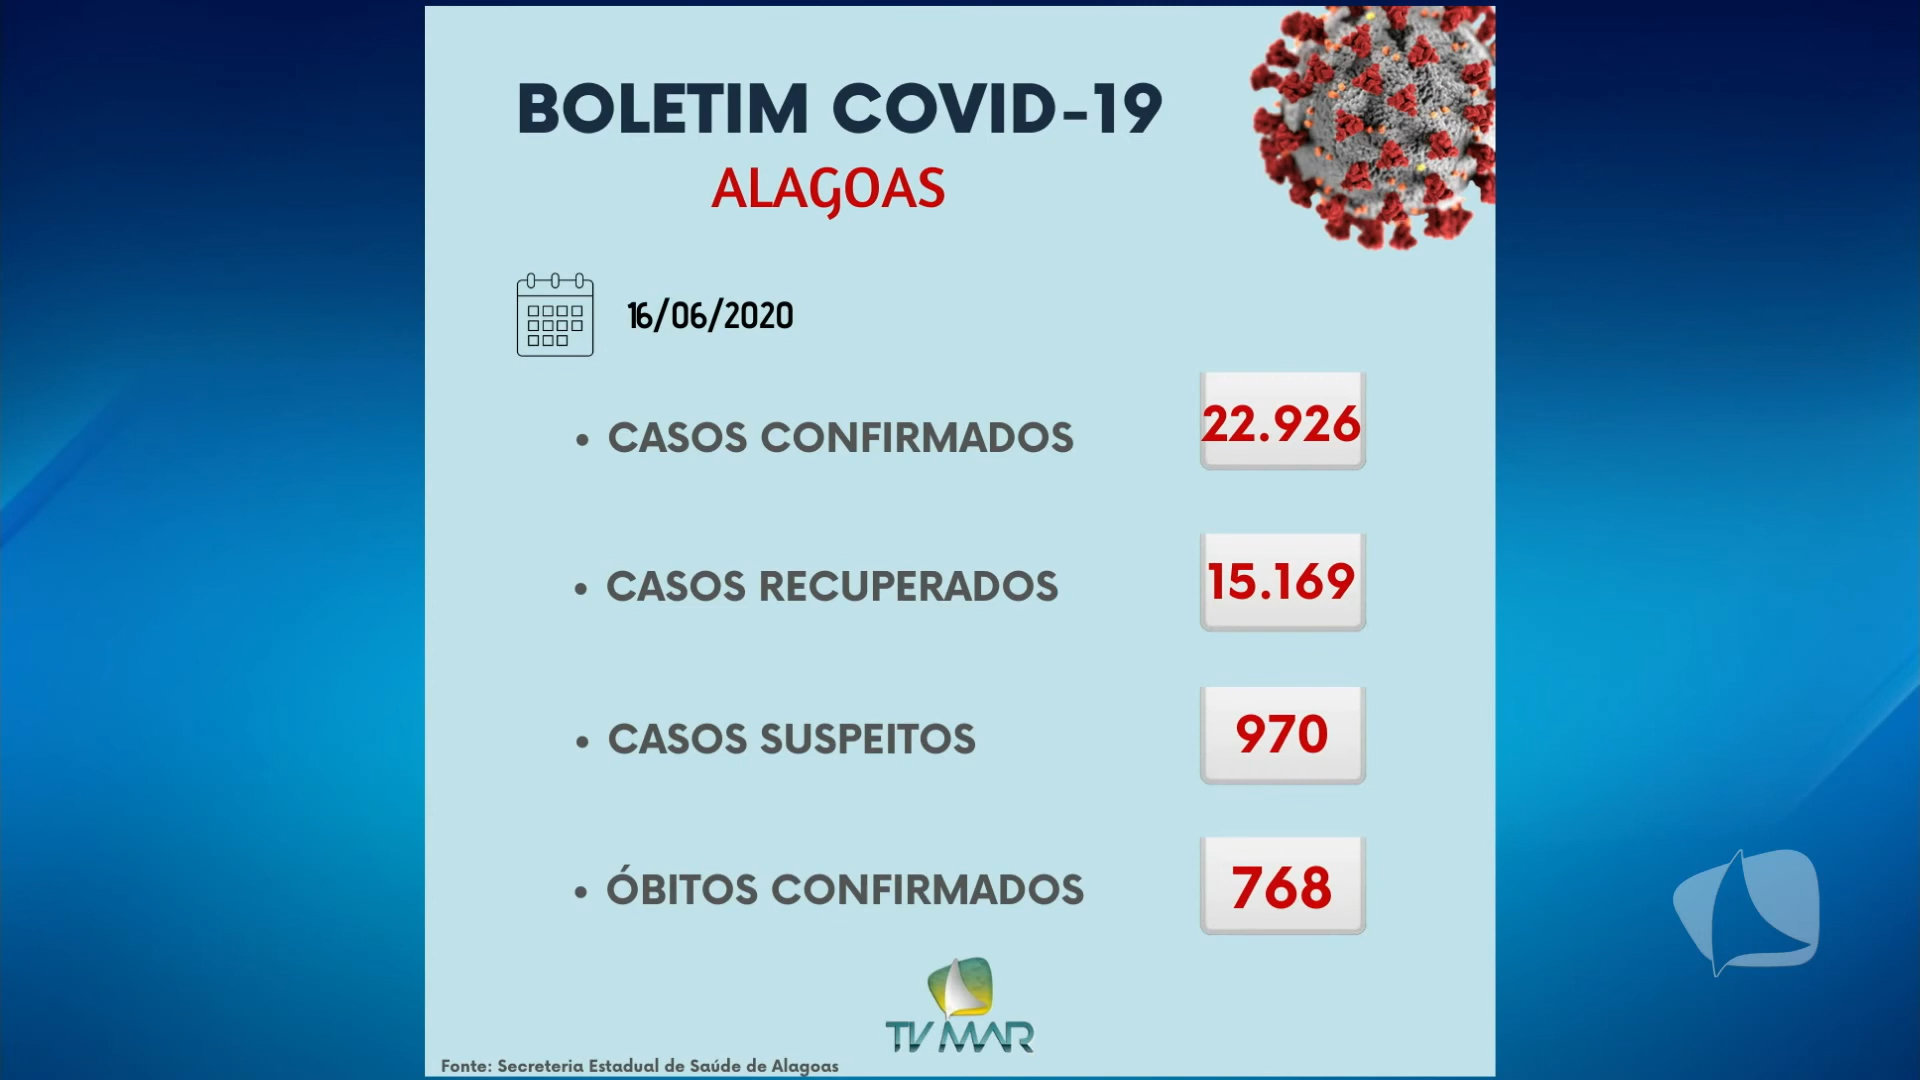 BOLETIM COVID-19
ALAGOAS
16/06/2020
• CASOS CONFIRMADOS 22.926
• CASOS RECUPERADOS 15.169
• CASOS SUSPEITOS 970
• ÓBITOS CONFIRMADOS 768
TV MAR
Fonte: Secreteria Estadual de Saúde de Alagoas